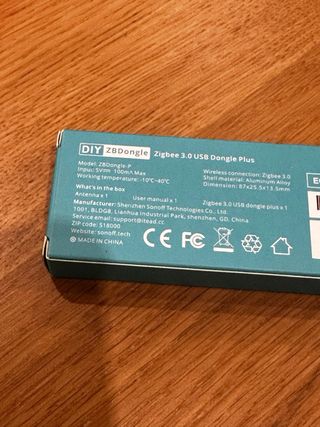 DIY ZBDongle Zigbee 3.0 USB Dongle Plus
Model: ZBDongle-P Wireless connection: Zigbee 3.0
Input: 5V⎓ 100mA Max Shell material: Aluminum Alloy
Working temperature: -10℃~40℃ Dimension: 87x25.5x13.5mm
What's in the box
Antenna x 1 User manual x 1 Zigbee 3.0 USB dongle plus x 1
Manufacturer: Shenzhen Sonoff Technologies Co., Ltd.
1001, BLDG8, Lianhua Industrial Park, shenzhen, GD, CHINA
Service email: support@itead.cc
ZIP code: 518000
Website: sonoff.tech
MADE IN CHINA
CE FC